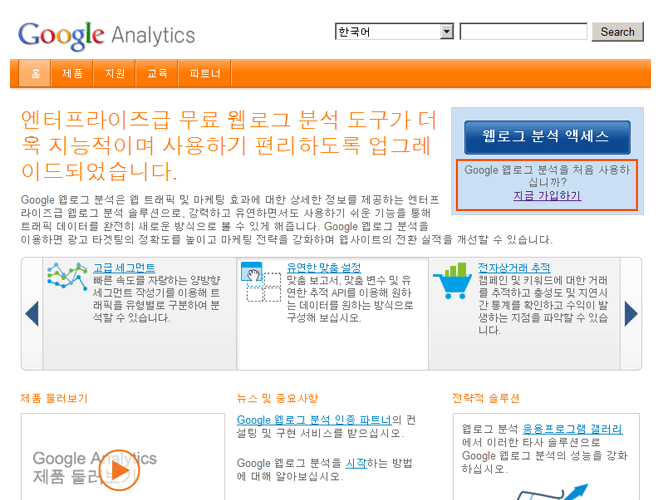 Google Analytics
한국어
Search
홈 제품 지원 교육 파트너
엔터프라이즈급 무료 웹로그 분석 도구가 더
욱 지능적이며 사용하기 편리하도록 업그레
이드되었습니다.
웹로그 분석 액세스
Google 웹로그 분석을 처음 사용하
십니까?
지금 가입하기
Google 웹로그 분석은 웹 트래픽 및 마케팅 효과에 대한 상세한 정보를 제공하는 엔터프
라이즈급 웹로그 분석 솔루션으로, 강력하고 유연하면서도 사용하기 쉬운 기능을 통해
트래픽 데이터를 완전히 새로운 방식으로 볼 수 있게 해줍니다. Google 웹로그 분석을
이용하면 광고 타겟팅의 정확도를 높이고 마케팅 전략을 강화하며 웹사이트의 전환 실적을 개선할 수 있습니다.
고급 세그먼트
빠른 속도를 자랑하는 양방향
세그먼트 작성기를 이용해 트
래픽을 유형별로 구분하여 분
석할 수 있습니다.
유연한 맞춤 설정
맞춤 보고서, 맞춤 변수 및 유
연한 추적 API를 이용해 원하
는 데이터를 원하는 방식으로
구성해 보십시오.
전자상거래 추적
캠페인 및 키워드에 대한 거래
를 추적하고 충성도 및 지연시
간 통계를 확인하고 수익이 발
생하는 지점을 파악할 수 있습
니다.
제품 둘러보기
Google Analytics
제품 둘러보기
뉴스 및 중요사항
Google 웹로그 분석 인증 파트너의 컨
설팅 및 구현 서비스를 받으십시오.
Google 웹로그 분석을 시작하는 방법
에 대해 알아보십시오.
전략적 솔루션
웹로그 분석 응용프로그램 갤러리
에서 이러한 타사 솔루션으로
Google 웹로그 분석의 성능을 강화
하십시오.